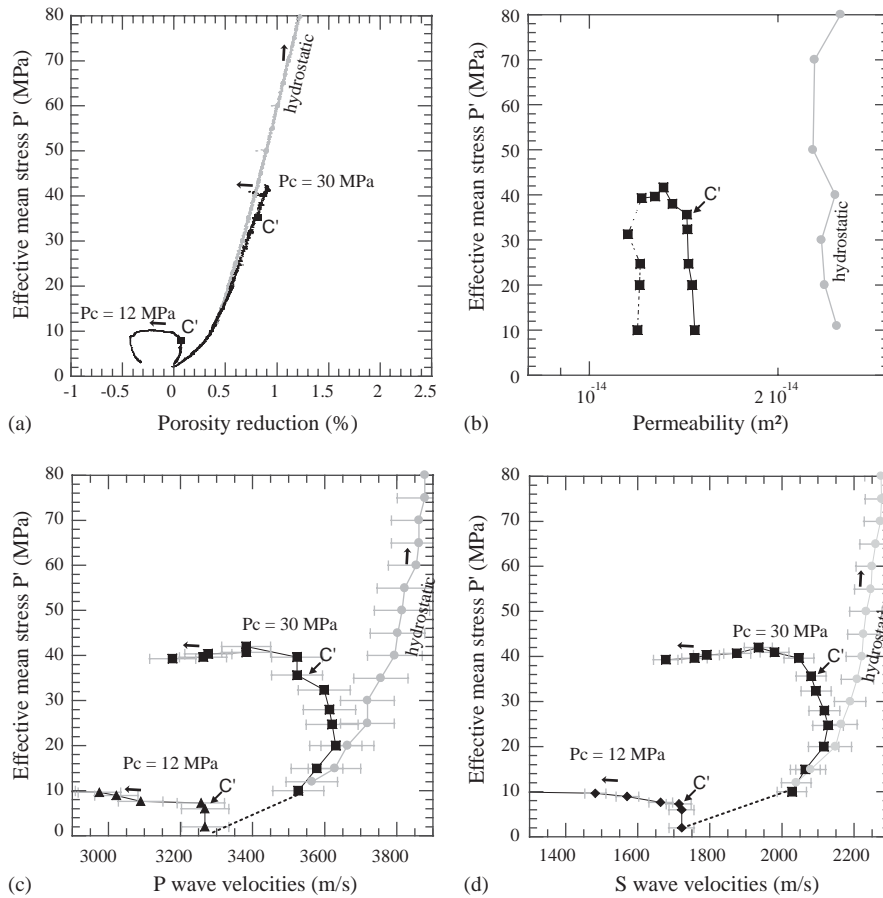 80
70
60
50
40
30
20
10
0
Effective mean stress P' (MPa)
hydrostatic
Pc = 30 MPa
C'
Pc = 12 MPa
C'
-1 0.5 0 0.5 1 1.5 2 2.5
(a) Porosity reduction (%)
80
70
60
50
40
30
20
10
0
Effective mean stress P' (MPa)
C'
hydrostatic
10-14 2 10-14
(b) Permeability (m²)
80
70
60
50
40
30
20
10
0
Effective mean stress P' (MPa)
Pc = 30 MPa
hydrostatic
C'
Pc = 12 MPa
C'
3000 3200 3400 3600 3800
(c) P wave velocities (m/s)
80
70
60
50
40
30
20
10
0
Effective mean stress P' (MPa)
Pc = 30 MPa
hydrostatic
C'
Pc = 12 MPa
C'
1400 1600 1800 2000 2200
(d) S wave velocities (m/s)